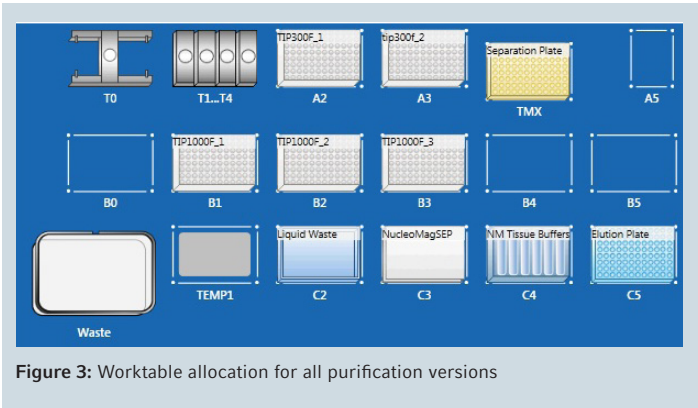 TIP300F_1
tip300f_2
Separation Plate
T0
T1...T4
A2
A3
TMX
A5
TIP1000F_1
TIP1000F_2
TIP1000F_3
B0
B1
B2
B3
B4
B5
Liquid Waste
NucleoMagSEP
NM Tissue Buffers
Elution Plate
TEMP1
C2
C3
C4
C5
Waste
Figure 3: Worktable allocation for all purification versions